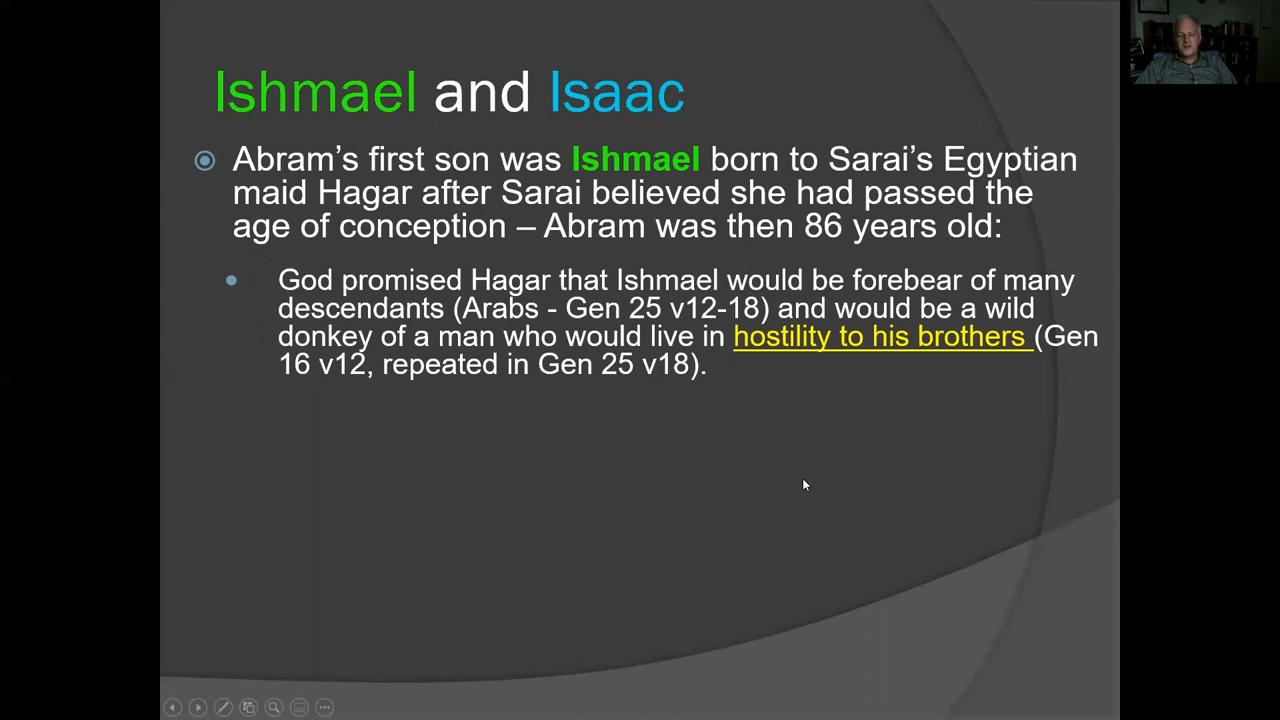 Ishmael and Isaac
Abram’s first son was Ishmael born to Sarai’s Egyptian
maid Hagar after Sarai believed she had passed the
age of conception – Abram was then 86 years old:
God promised Hagar that Ishmael would be forebear of many
descendants (Arabs - Gen 25 v12-18) and would be a wild
donkey of a man who would live in hostility to his brothers (Gen
16 v12, repeated in Gen 25 v18).